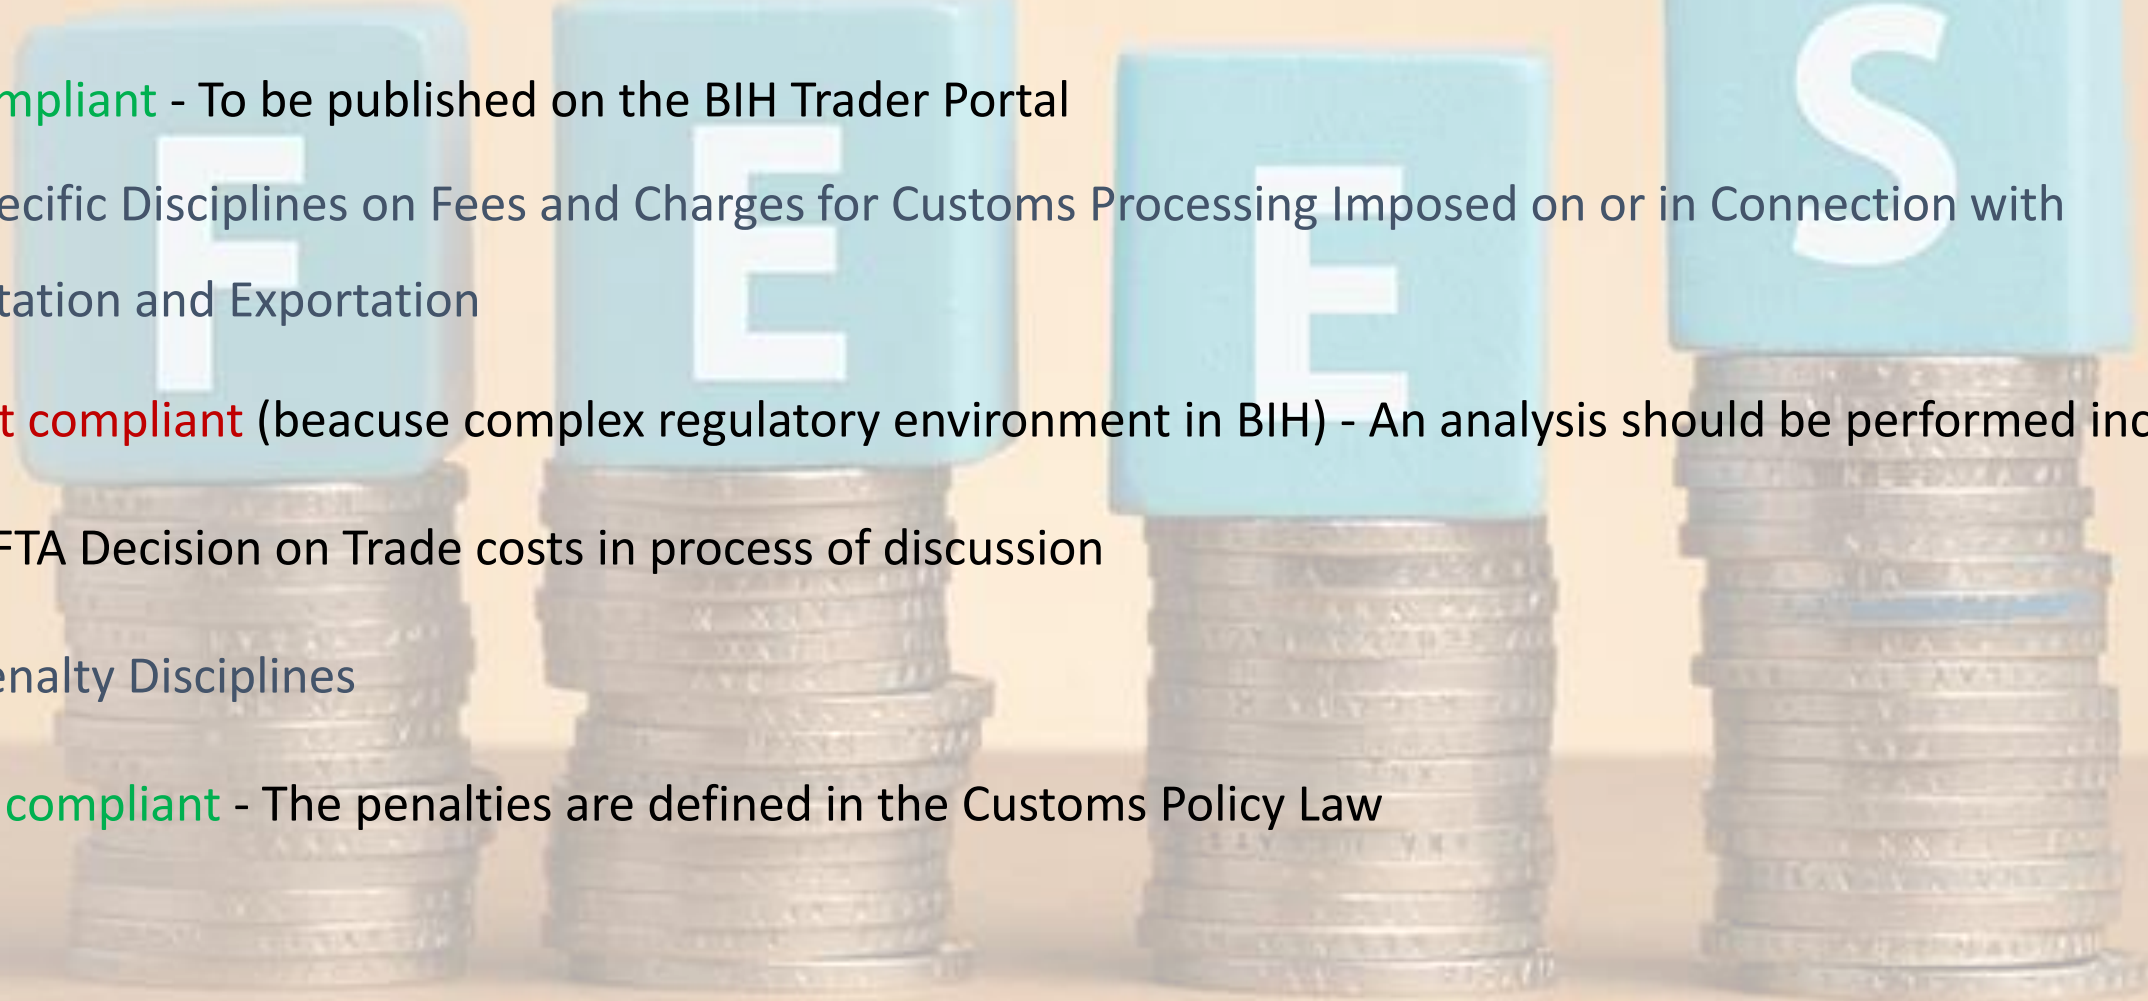 mpliant - To be published on the BIH Trader Portal
ecific Disciplines on Fees and Charges for Customs Processing Imposed on or in Connection with
tation and Exportation
t compliant (beacuse complex regulatory environment in BIH) - An analysis should be performed inc
FTA Decision on Trade costs in process of discussion
enalty Disciplines
compliant - The penalties are defined in the Customs Policy Law
F E E S